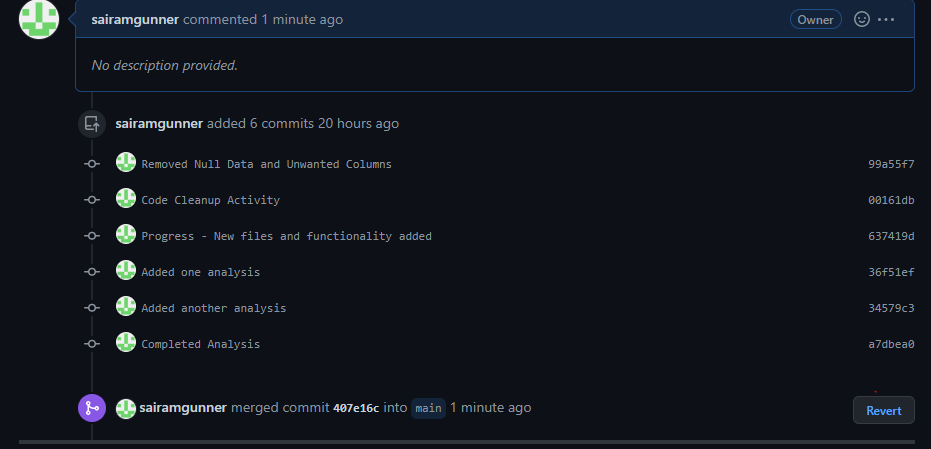 sairamgunner commented 1 minute ago Owner
No description provided.
sairamgunner added 6 commits 20 hours ago
Removed Null Data and Unwanted Columns 99a55f7
Code Cleanup Activity 00161db
Progress - New files and functionality added 637419d
Added one analysis 36f51ef
Added another analysis 34579c3
Completed Analysis a7dbea0
sairamgunner merged commit 407e16c into main 1 minute ago Revert